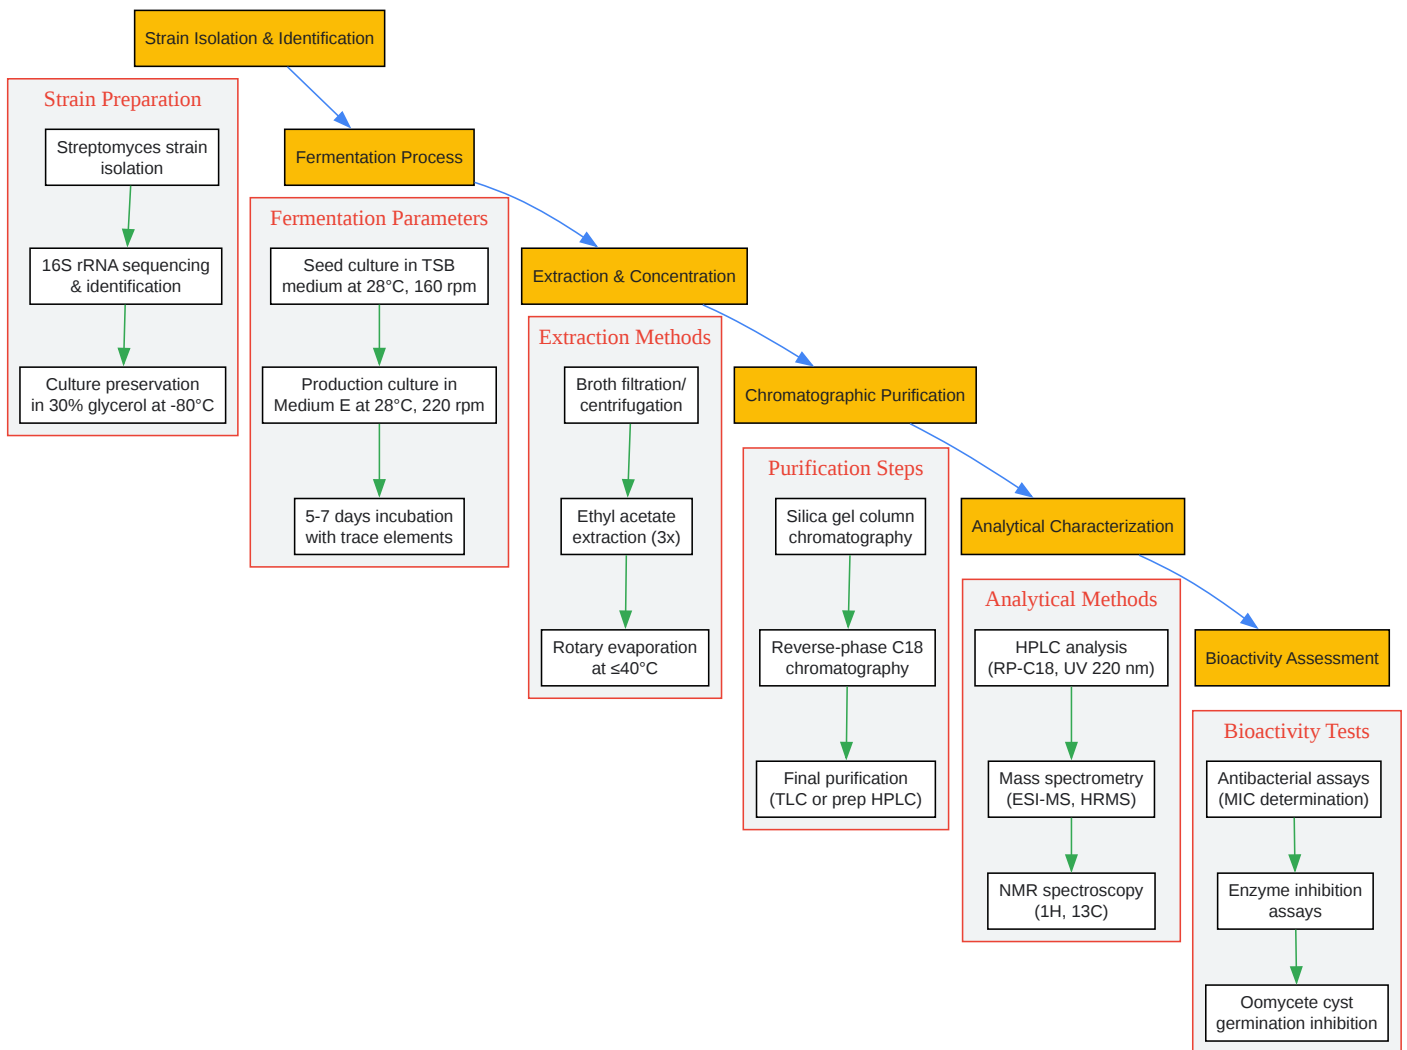 Strain Isolation & Identification
Strain Preparation
Streptomyces strain
isolation
16S rRNA sequencing
& identification
Culture preservation
in 30% glycerol at -80°C
Fermentation Process
Fermentation Parameters
Seed culture in TSB
medium at 28°C, 160 rpm
Production culture in
Medium E at 28°C, 220 rpm
5-7 days incubation
with trace elements
Extraction & Concentration
Extraction Methods
Broth filtration/
centrifugation
Ethyl acetate
extraction (3x)
Rotary evaporation
at ≤40°C
Chromatographic Purification
Purification Steps
Silica gel column
chromatography
Reverse-phase C18
chromatography
Final purification
(TLC or prep HPLC)
Analytical Characterization
Analytical Methods
HPLC analysis
(RP-C18, UV 220 nm)
Mass spectrometry
(ESI-MS, HRMS)
NMR spectroscopy
(1H, 13C)
Bioactivity Assessment
Bioactivity Tests
Antibacterial assays
(MIC determination)
Enzyme inhibition
assays
Oomycete cyst
germination inhibition